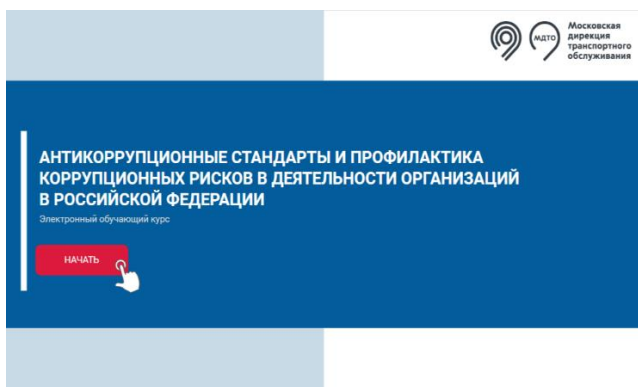 Московская
дирекция
транспортного
обслуживания
МДТО
АНТИКОРРУПЦИОННЫЕ СТАНДАРТЫ И ПРОФИЛАКТИКА
КОРРУПЦИОННЫХ РИСКОВ В ДЕЯТЕЛЬНОСТИ ОРГАНИЗАЦИЙ
В РОССИЙСКОЙ ФЕДЕРАЦИИ
Электронный обучающий курс
НАЧАТЬ